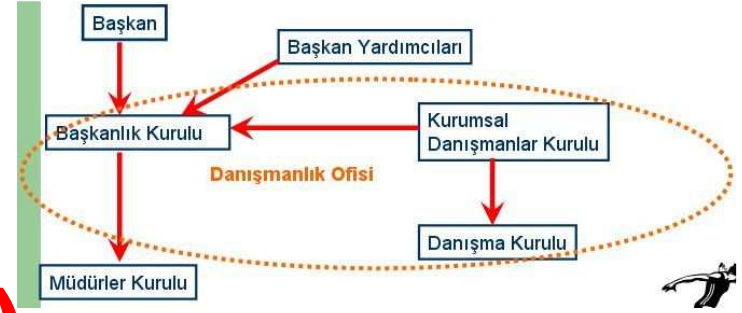 Başkan
Başkan Yardımcıları
Başkanlık Kurulu
Kurumsal
Danışmanlar Kurulu
Danışmanlık Ofisi
Danışma Kurulu
Müdürler Kurulu